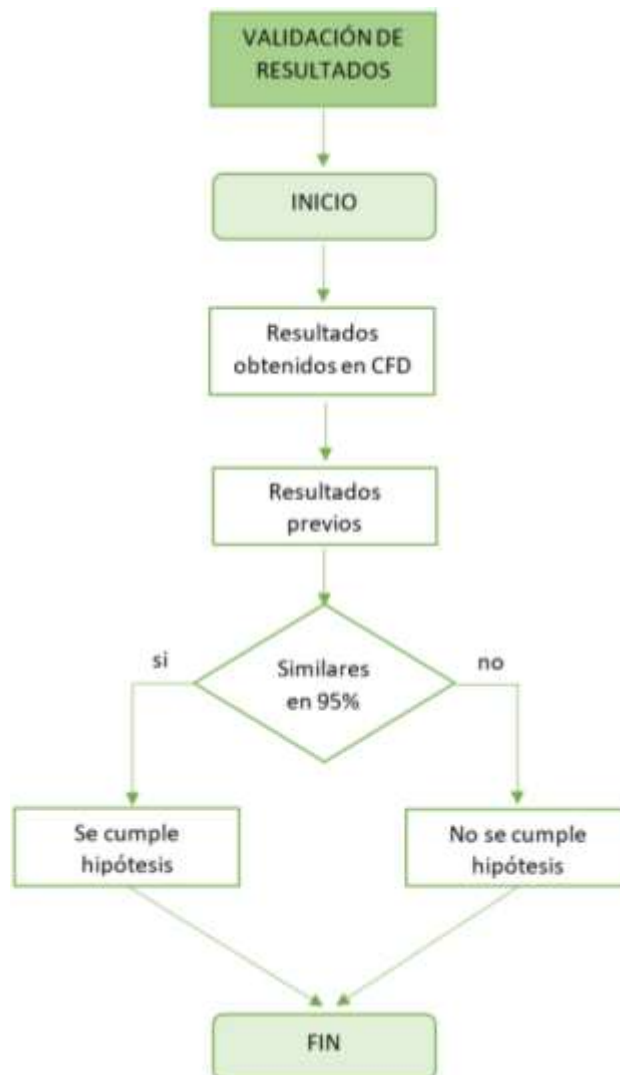 VALIDACIÓN DE
RESULTADOS
INICIO
Resultados
obtenidos en CFD
Resultados
previos
si
Similares
en 95%
no
Se cumple
hipótesis
No se cumple
hipótesis
FIN